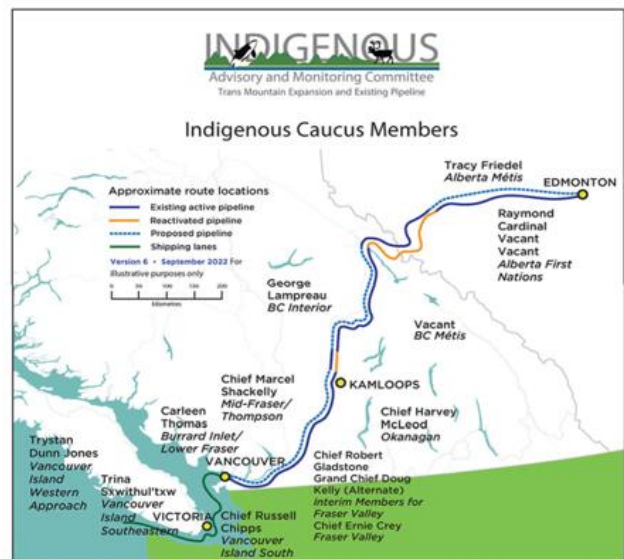 INDIGENOUS
Advisory and Monitoring Committee
Trans Mountain Expansion and Existing Pipeline
Indigenous Caucus Members
Approximate route locations
Existing active pipeline
Reactivated pipeline
Proposed pipeline
Shipping lanes
Version 6 • September 2022 For
illustrative purposes only
0 50 100 150 200
kilometres
Tracy Friedel
Alberta Métis
EDMONTON
Raymond
Cardinal
Vacant
Vacant
Alberta First
Nations
George
Lampreau
BC Interior
Vacant
BC Métis
KAMLOOPS
Chief Marcel
Shackelly
Mid-Fraser/
Thompson
Chief Harvey
McLeod
Okanagan
Carleen
Thomas
Burrard Inlet/
Lower Fraser
VANCOUVER
Chief Robert
Gladstone
Grand Chief Doug
Kelly (Alternate)
Interim Members for
Fraser Valley
Chief Ernie Crey
Fraser Valley
Trystan
Dunn Jones
Vancouver
Island
Western
Approach
Trina
Sxwithul'txw
Vancouver
Island
Southeastern
VICTORIA
Chief Russell
Chipps
Vancouver
Island South